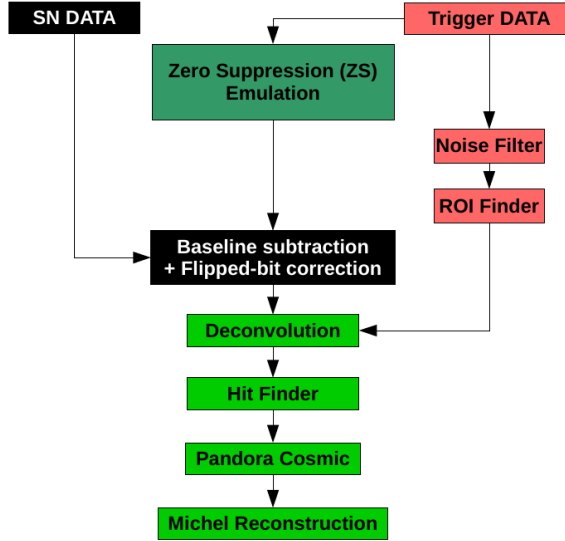 SN DATA
Trigger DATA
Zero Suppression (ZS)
Emulation
Noise Filter
ROI Finder
Baseline subtraction
+ Flipped-bit correction
Deconvolution
Hit Finder
Pandora Cosmic
Michel Reconstruction